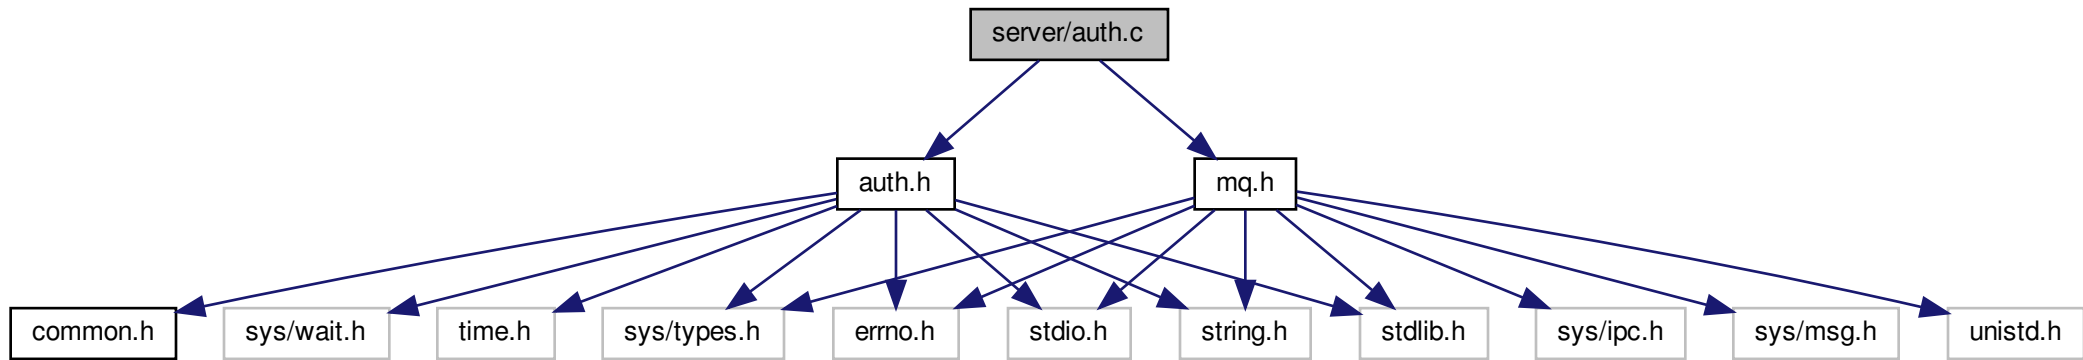 server/auth.c
auth.h
mq.h
common.h
sys/wait.h
time.h
sys/types.h
errno.h
stdio.h
string.h
stdlib.h
sys/ipc.h
sys/msg.h
unistd.h